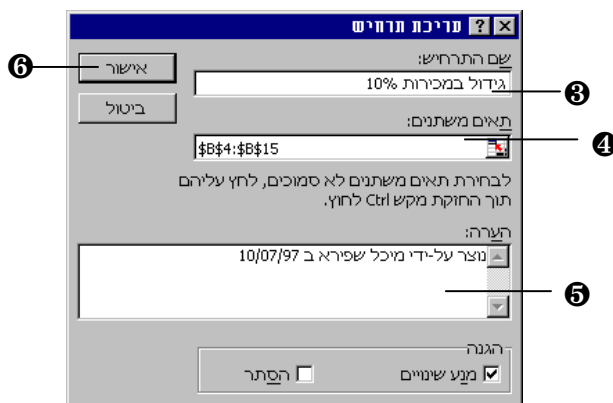 עריכת תרחיש
שם התרחיש:
גידול במכירות 10%
❸
אישור
❻
ביטול
תאים משתנים:
$B$4:$B$15
❹
לבחירת תאים משתנים לא סמוכים, לחץ עליהם
תוך החזקת מקש Ctrl לחוץ.
הערה:
נוצר על-ידי מיכל שפירא ב 10/07/97
❺
הגנה
מנע שינויים
הסתר